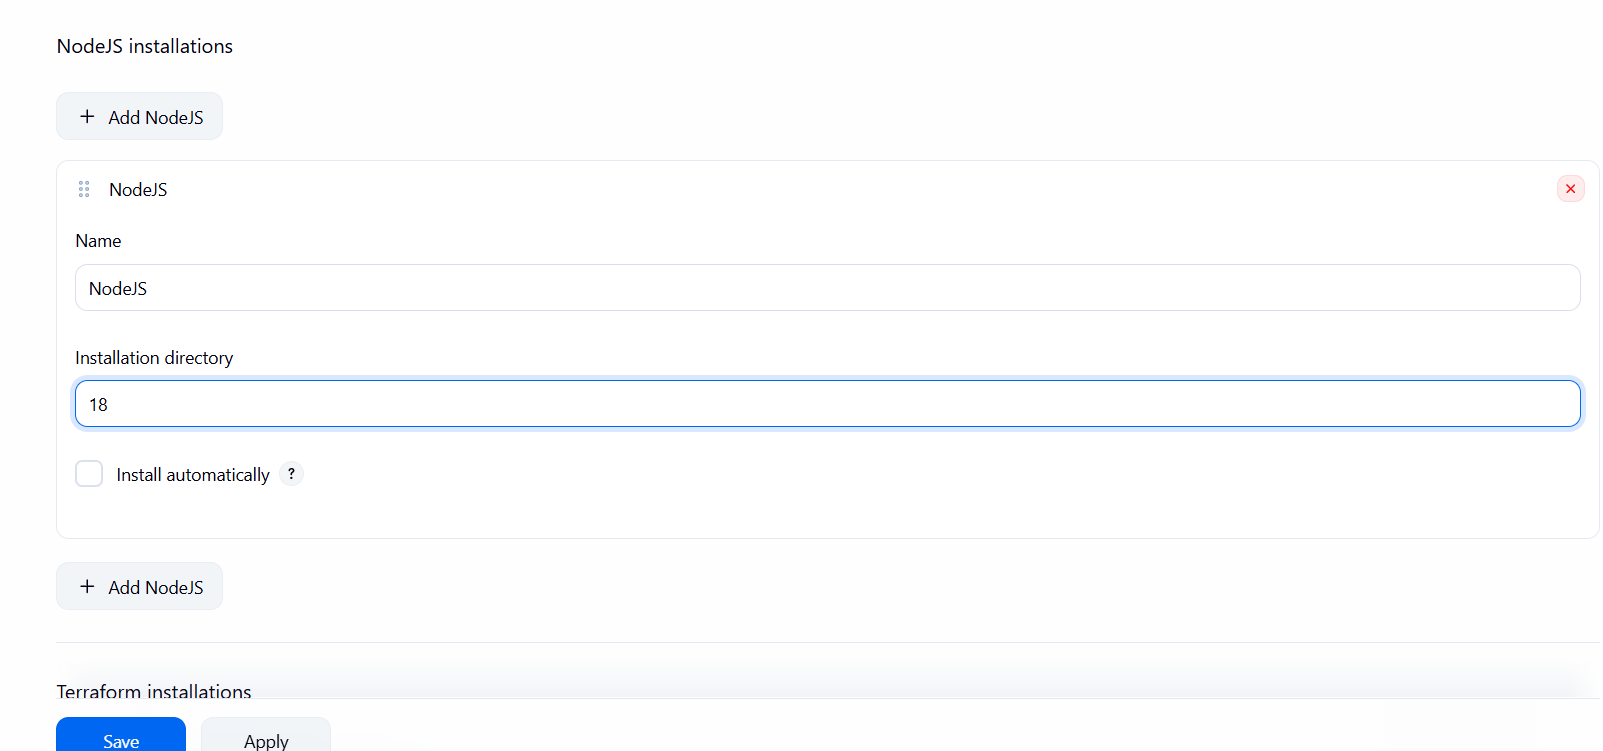 NodeJS installations
+ Add NodeJS
NodeJS
Name
NodeJS
Installation directory
18
Install automatically ?
+ Add NodeJS
Terraform installations
Save Apply